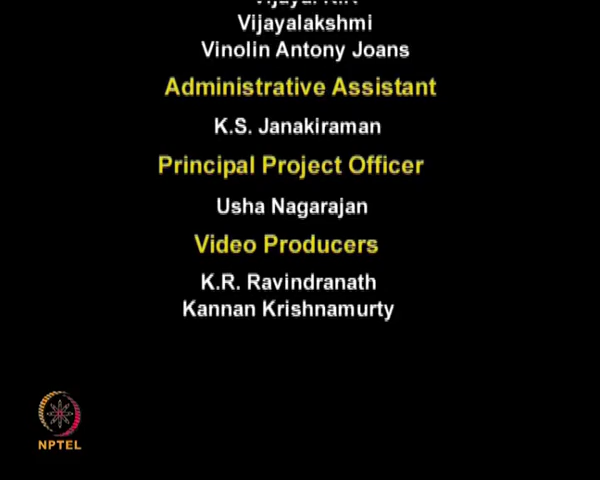 Vijayalakshmi
Vinolin Antony Joans
Administrative Assistant
K.S. Janakiraman
Principal Project Officer
Usha Nagarajan
Video Producers
K.R. Ravindranath
Kannan Krishnamurty
NPTEL